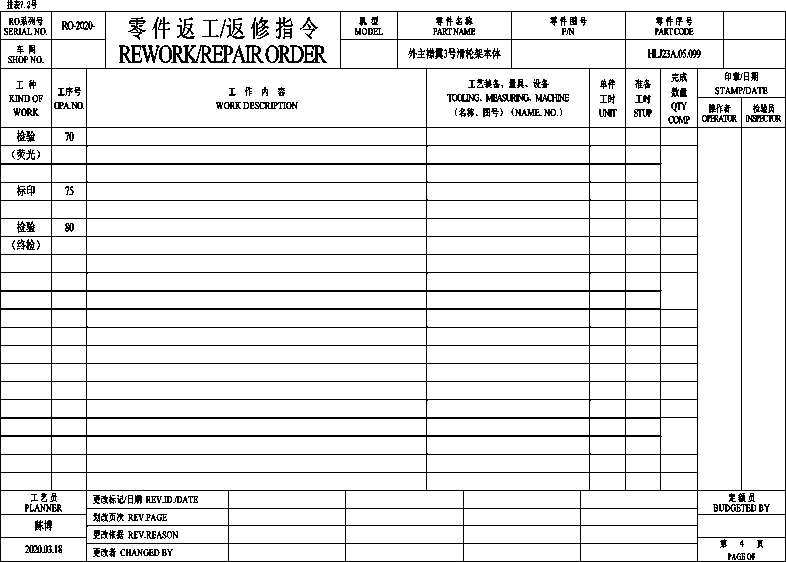 挂表7.2号
RO系列号 SERIAL NO. RO-2020-
零件返工/返修指令
REWORK/REPAIR ORDER
机 型 MODEL
零 件 名 称 PART NAME
零 件 图 号 P/N
零 件 序 号 PART CODE
车 间 SHOP NO.
外主襟翼3号滑轮架本体
HLJ23A.05.099
工 种 KIND OF WORK
工序号 OPA.NO.
工 作 内 容
WORK DESCRIPTION
工艺装备、量具、设备
TOOLING、MEASURING、MACHINE
(名称、图号) (NAME. NO.)
单件 工时 UNIT
准备 工时 STUP
完成 数量 QTY COMP
印章/日期
STAMP/DATE
操作者 OPERATOR
检验员 INSPECTOR
检验 70
(荧光)
标印 75
检验 80
(终检)
工 艺 员
PLANNER
陈博
2020.03.18
更改标记/日期 REV.ID./DATE
划改页次 REV.PAGE
更改依据 REV.REASON
更改者 CHANGED BY
定 额 员
BUDGETED BY
第 4 页
PAGE OF